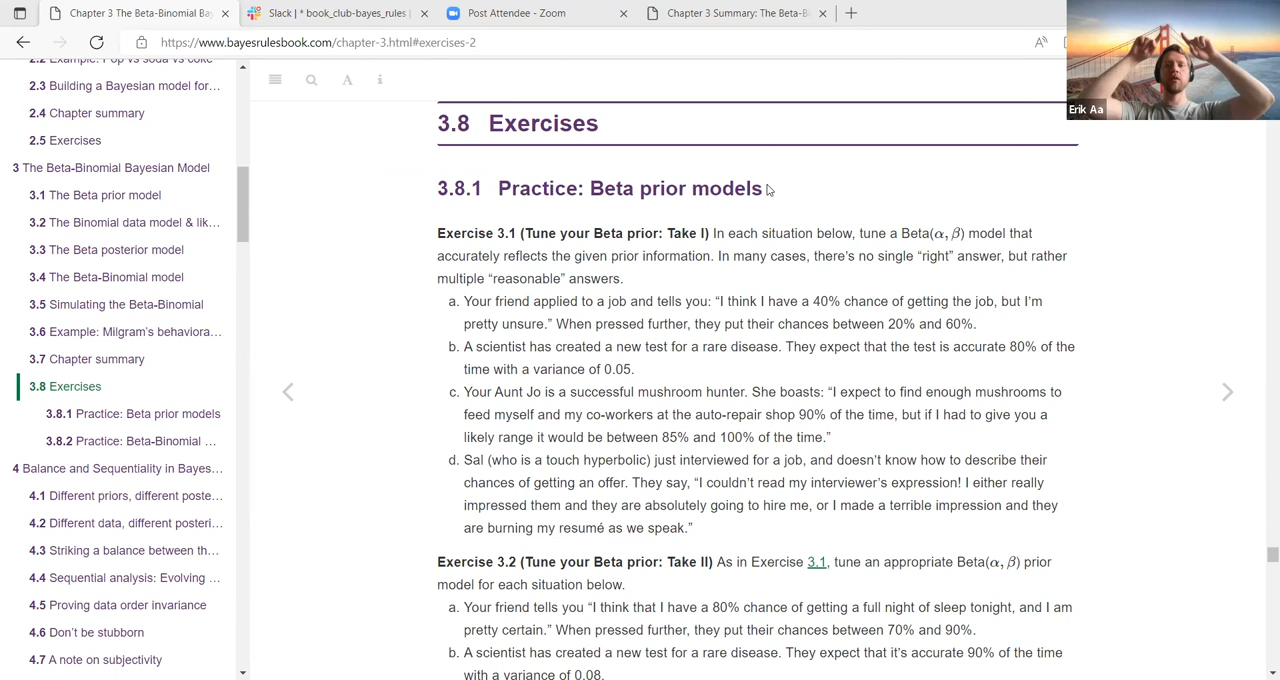 Chapter 3 The Beta-Binomial Ba
Slack | * book_club-bayes_rules |
Post Attendee - Zoom
Chapter 3 Summary: The Beta-B
https://www.bayesrulesbook.com/chapter-3.html#exercises-2
Erik Aa
2.2 Example: Pop vs soda vs coke
2.3 Building a Bayesian model for...
2.4 Chapter summary
2.5 Exercises
3 The Beta-Binomial Bayesian Model
3.1 The Beta prior model
3.2 The Binomial data model & lik...
3.3 The Beta posterior model
3.4 The Beta-Binomial model
3.5 Simulating the Beta-Binomial
3.6 Example: Milgram's behaviora...
3.7 Chapter summary
3.8 Exercises
3.8.1 Practice: Beta prior models
3.8.2 Practice: Beta-Binomial ...
4 Balance and Sequentiality in Bayes...
4.1 Different priors, different poste...
4.2 Different data, different posteri...
4.3 Striking a balance between th...
4.4 Sequential analysis: Evolving ...
4.5 Proving data order invariance
4.6 Don't be stubborn
4.7 A note on subjectivity
3.8 Exercises
3.8.1 Practice: Beta prior models
Exercise 3.1 (Tune your Beta prior: Take I) In each situation below, tune a Beta(α, β) model that
accurately reflects the given prior information. In many cases, there's no single “right” answer, but rather
multiple “reasonable” answers.
a. Your friend applied to a job and tells you: “I think I have a 40% chance of getting the job, but I'm
pretty unsure.” When pressed further, they put their chances between 20% and 60%.
b. A scientist has created a new test for a rare disease. They expect that the test is accurate 80% of the
time with a variance of 0.05.
c. Your Aunt Jo is a successful mushroom hunter. She boasts: “I expect to find enough mushrooms to
feed myself and my co-workers at the auto-repair shop 90% of the time, but if I had to give you a
likely range it would be between 85% and 100% of the time.”
d. Sal (who is a touch hyperbolic) just interviewed for a job, and doesn't know how to describe their
chances of getting an offer. They say, “I couldn't read my interviewer's expression! I either really
impressed them and they are absolutely going to hire me, or I made a terrible impression and they
are burning my resumé as we speak.”
Exercise 3.2 (Tune your Beta prior: Take II) As in Exercise 3.1, tune an appropriate Beta(α, β) prior
model for each situation below.
a. Your friend tells you “I think that I have a 80% chance of getting a full night of sleep tonight, and I am
pretty certain.” When pressed further, they put their chances between 70% and 90%.
b. A scientist has created a new test for a rare disease. They expect that it's accurate 90% of the time
with a variance of 0.08.